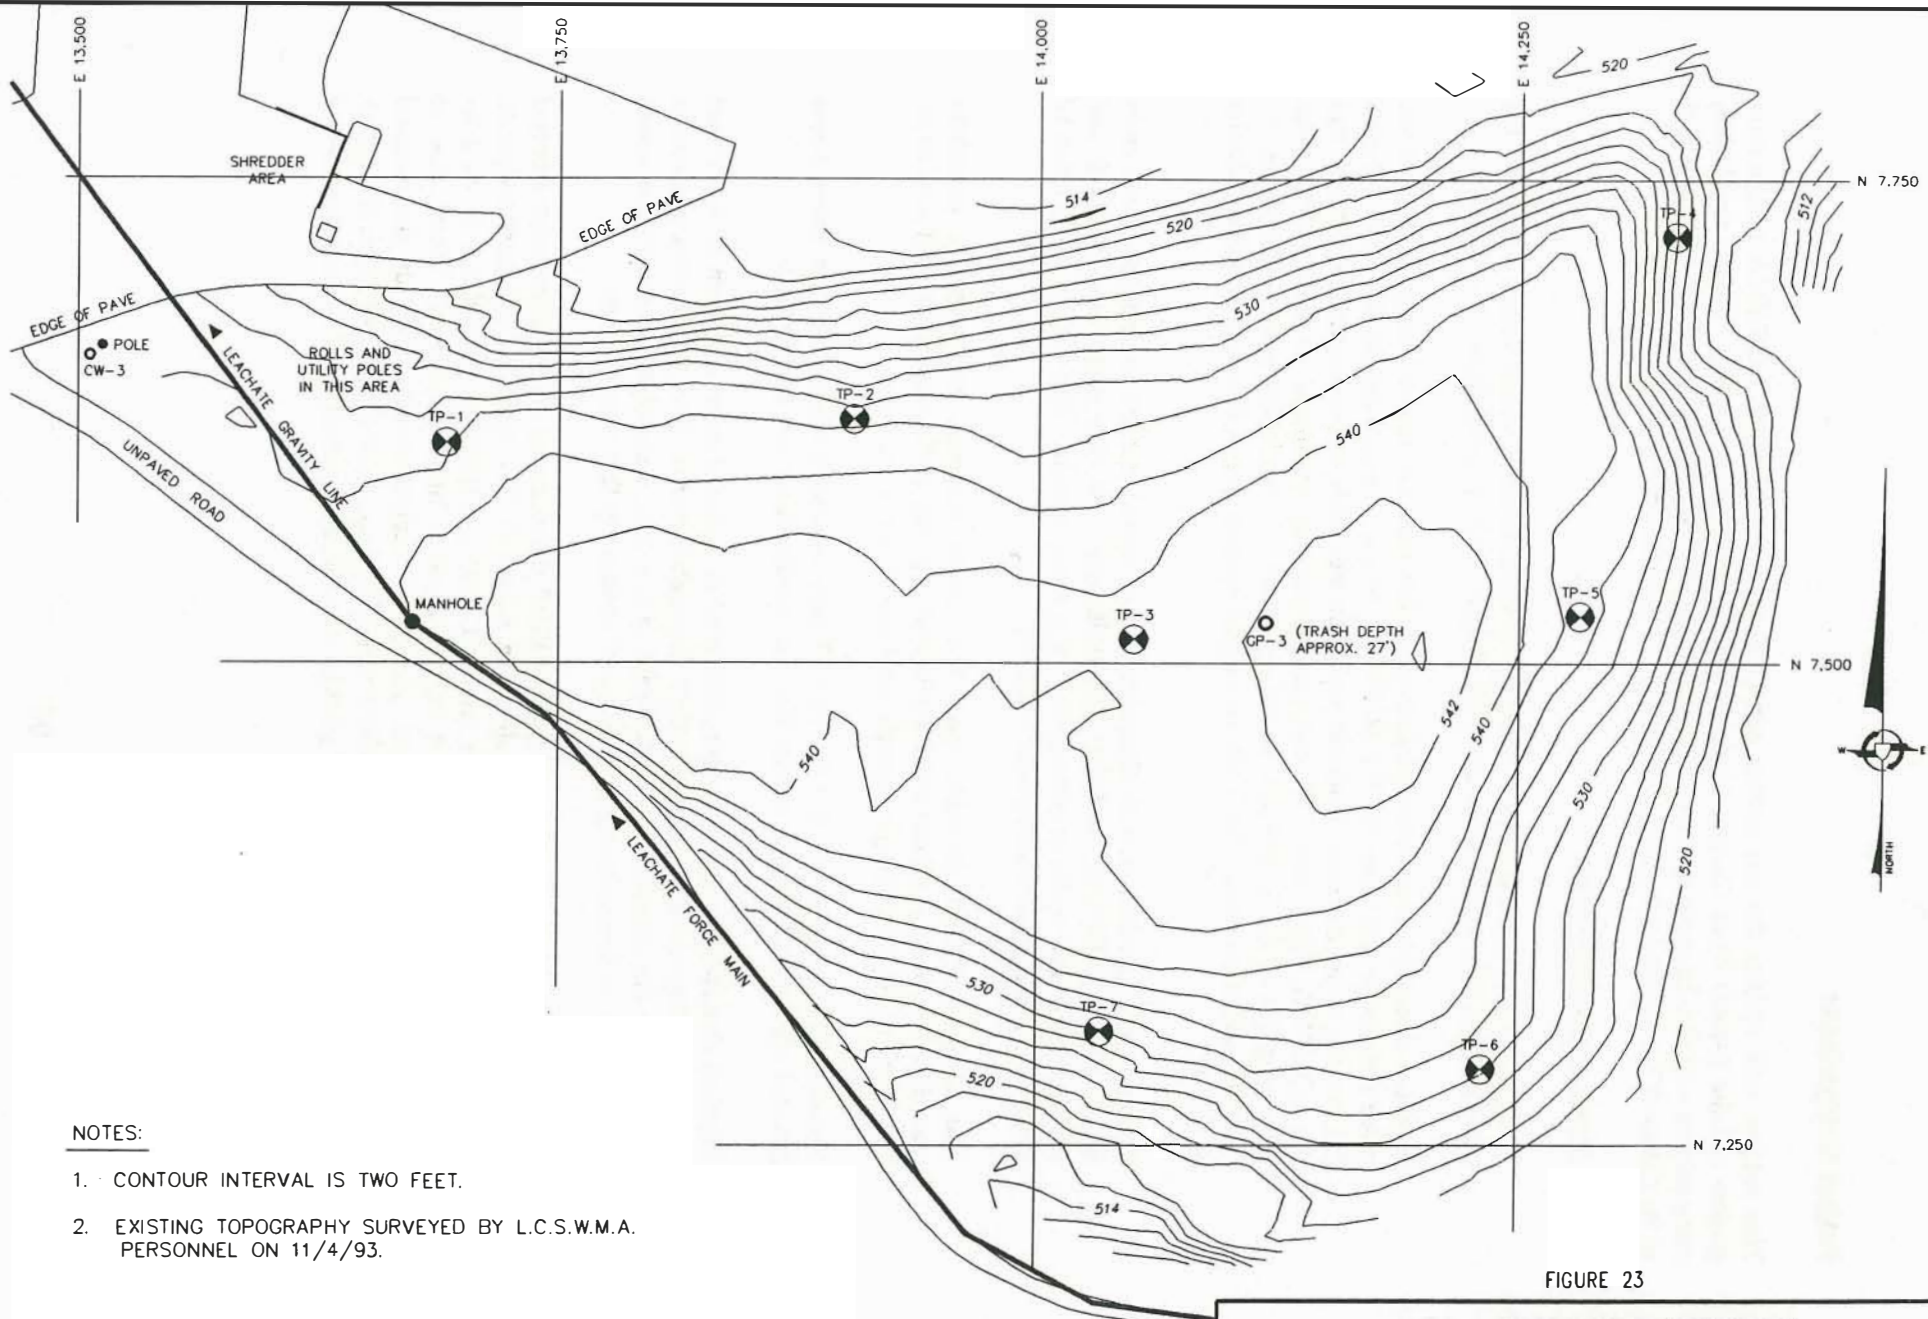 E 13,500
E 13,750
E 14,000
E 14,250
520
SHREDDER
AREA
EDGE OF PAVE
514
520
512
N 7,750
TP-4
EDGE OF PAVE
POLE
CW-3
ROLLS AND
UTILITY POLES
IN THIS AREA
530
LEACHATE GRAVITY LINE
TP-1
TP-2
540
UNPAVED ROAD
MANHOLE
TP-3
GP-3
(TRASH DEPTH
APPROX. 27')
TP-5
N 7,500
542
540
540
530
W
E
NORTH
520
LEACHATE FORCE MAIN
530
TP-7
TP-6
520
N 7,250
514
NOTES:
1. CONTOUR INTERVAL IS TWO FEET.
2. EXISTING TOPOGRAPHY SURVEYED BY L.C.S.W.M.A.
PERSONNEL ON 11/4/93.
FIGURE 23